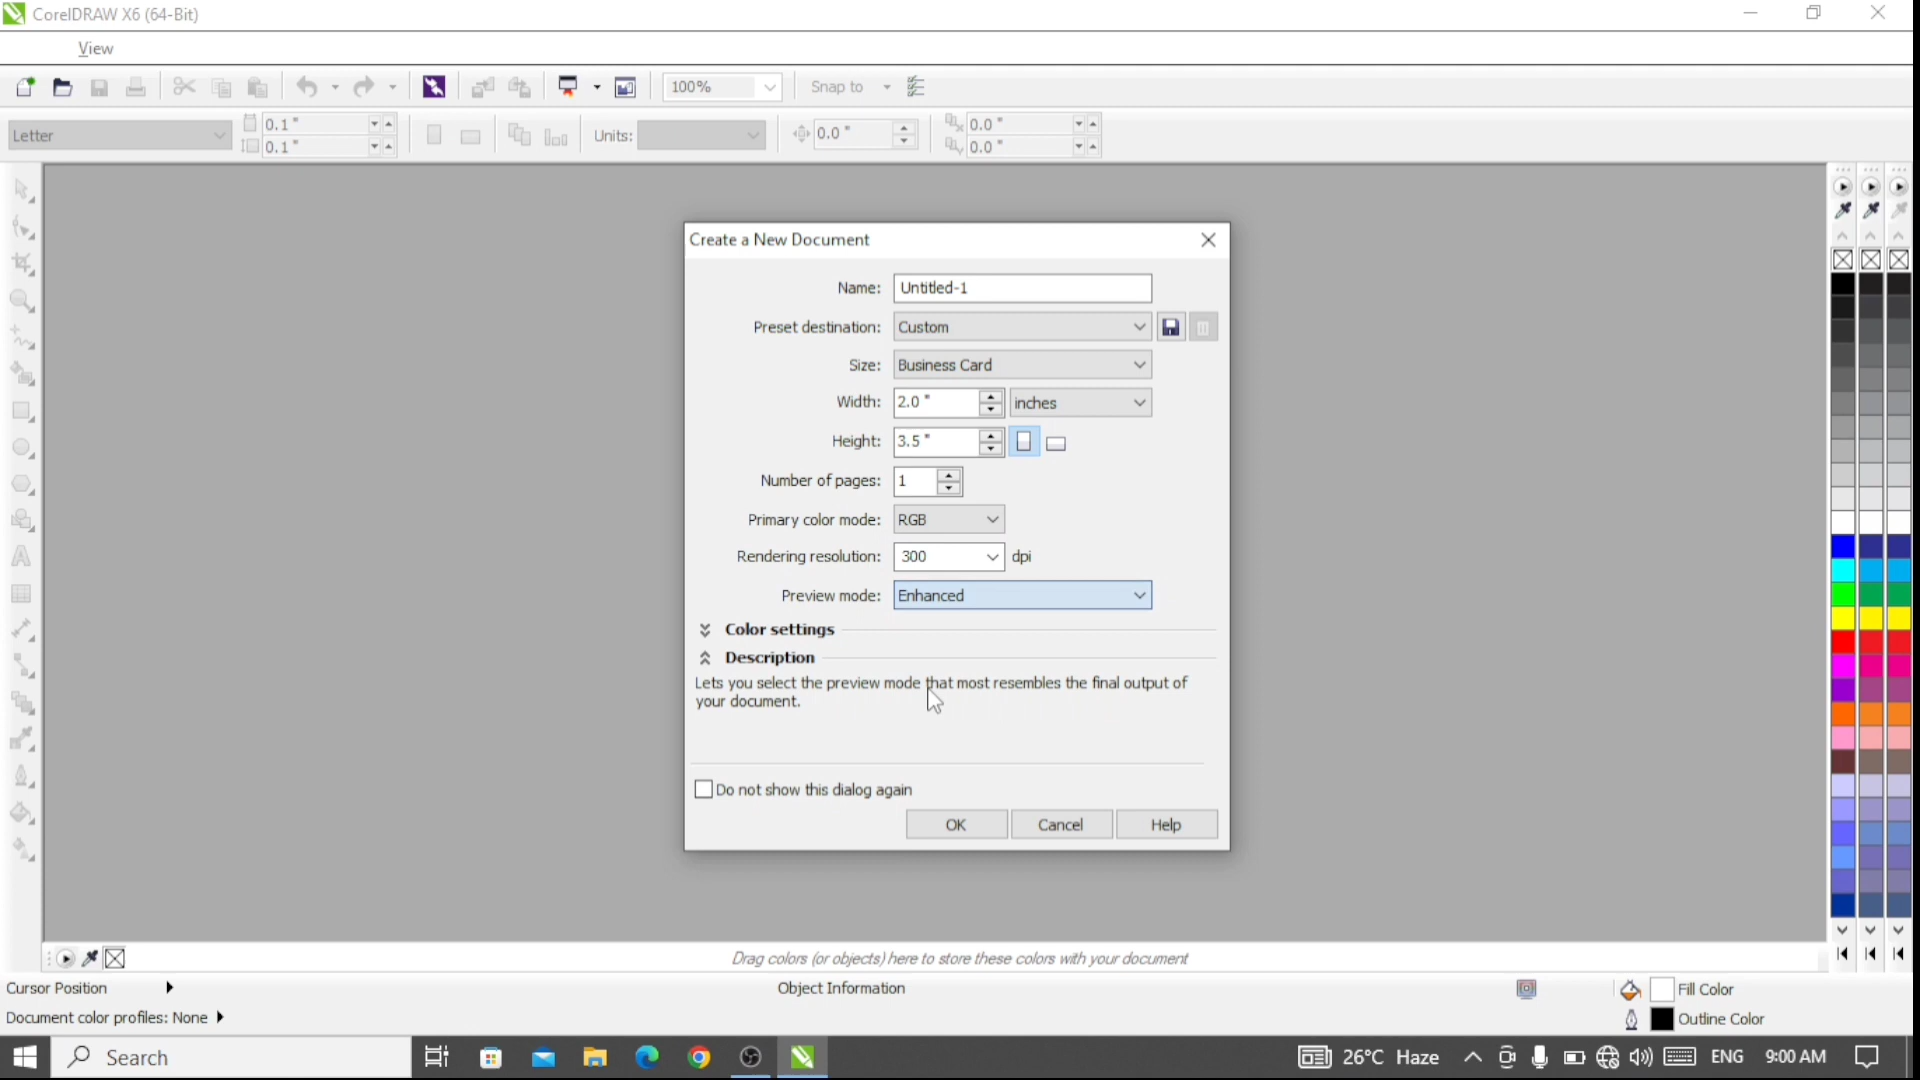 CorelDRAW X6 (64-Bit)
View
100%
Snap to
Letter
0.1 "
0.1 "
Units:
0.0 "
0.0 "
0.0 "
Create a New Document
Name: Untitled-1
Preset destination: Custom
Size: Business Card
Width: 2.0 " inches
Height: 3.5 "
Number of pages: 1
Primary color mode: RGB
Rendering resolution: 300 dpi
Preview mode: Enhanced
Color settings
Description
Lets you select the preview mode that most resembles the final output of
your document.
Do not show this dialog again
OK Cancel Help
Drag colors (or objects) here to store these colors with your document
Cursor Position Object Information Fill Color
Document color profiles: None Outline Color
Search 26°C Haze ENG 9:00 AM